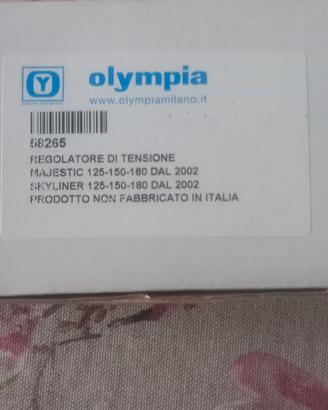 olympia
www.olympiamilano.it
58265
REGOLATORE DI TENSIONE
MAJESTIC 125-150-180 DAL 2002
SKYLINER 125-150-180 DAL 2002
PRODOTTO NON FABBRICATO IN ITALIA